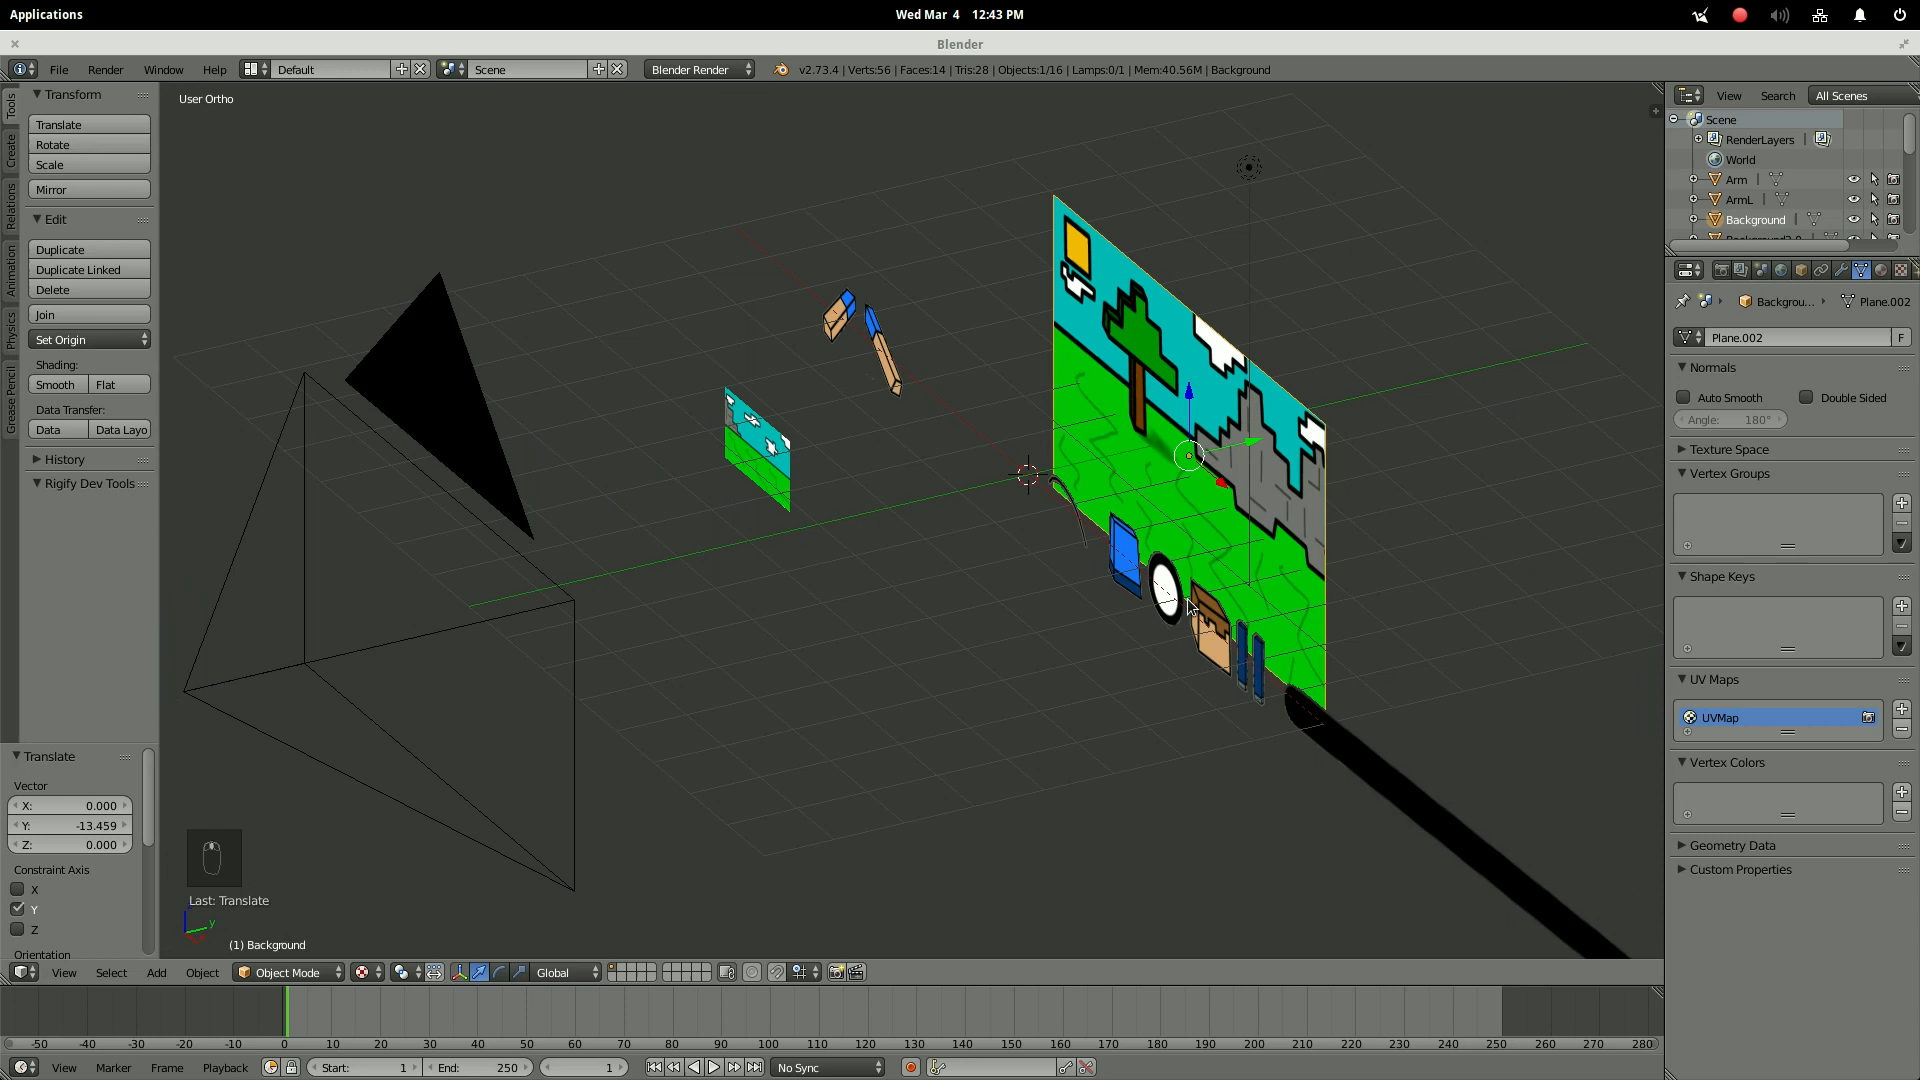 Applications
Wed Mar 4 12:43 PM
Blender
File Render Window Help Default Scene Blender Render v2.73.4 | Verts:56 | Faces:14 | Tris:28 | Objects:1/16 | Lamps:0/1 | Mem:40.56M | Background
Tools
Create
Relations
Animation
Physics
Grease Pencil
Transform
Translate
Rotate
Scale
Mirror
Edit
Duplicate
Duplicate Linked
Delete
Join
Set Origin
Shading:
Smooth Flat
Data Transfer:
Data Data Layo
History
Rigify Dev Tools
Translate
Vector
X: 0.000
Y: -13.459
Z: 0.000
Constraint Axis
X
Y
Z
Orientation
User Ortho
Last: Translate
y
(1) Background
View Select Add Object Object Mode Global
View Search All Scenes
Scene
RenderLayers
World
Arm
ArmL
Background
Backgrou... Plane.002
Plane.002 F
Normals
Auto Smooth Double Sided
Angle: 180°
Texture Space
Vertex Groups
Shape Keys
UV Maps
UVMap
Vertex Colors
Geometry Data
Custom Properties
-50 -40 -30 -20 -10 0 10 20 30 40 50 60 70 80 90 100 110 120 130 140 150 160 170 180 190 200 210 220 230 240 250 260 270 280
View Marker Frame Playback Start: 1 End: 250 1 No Sync